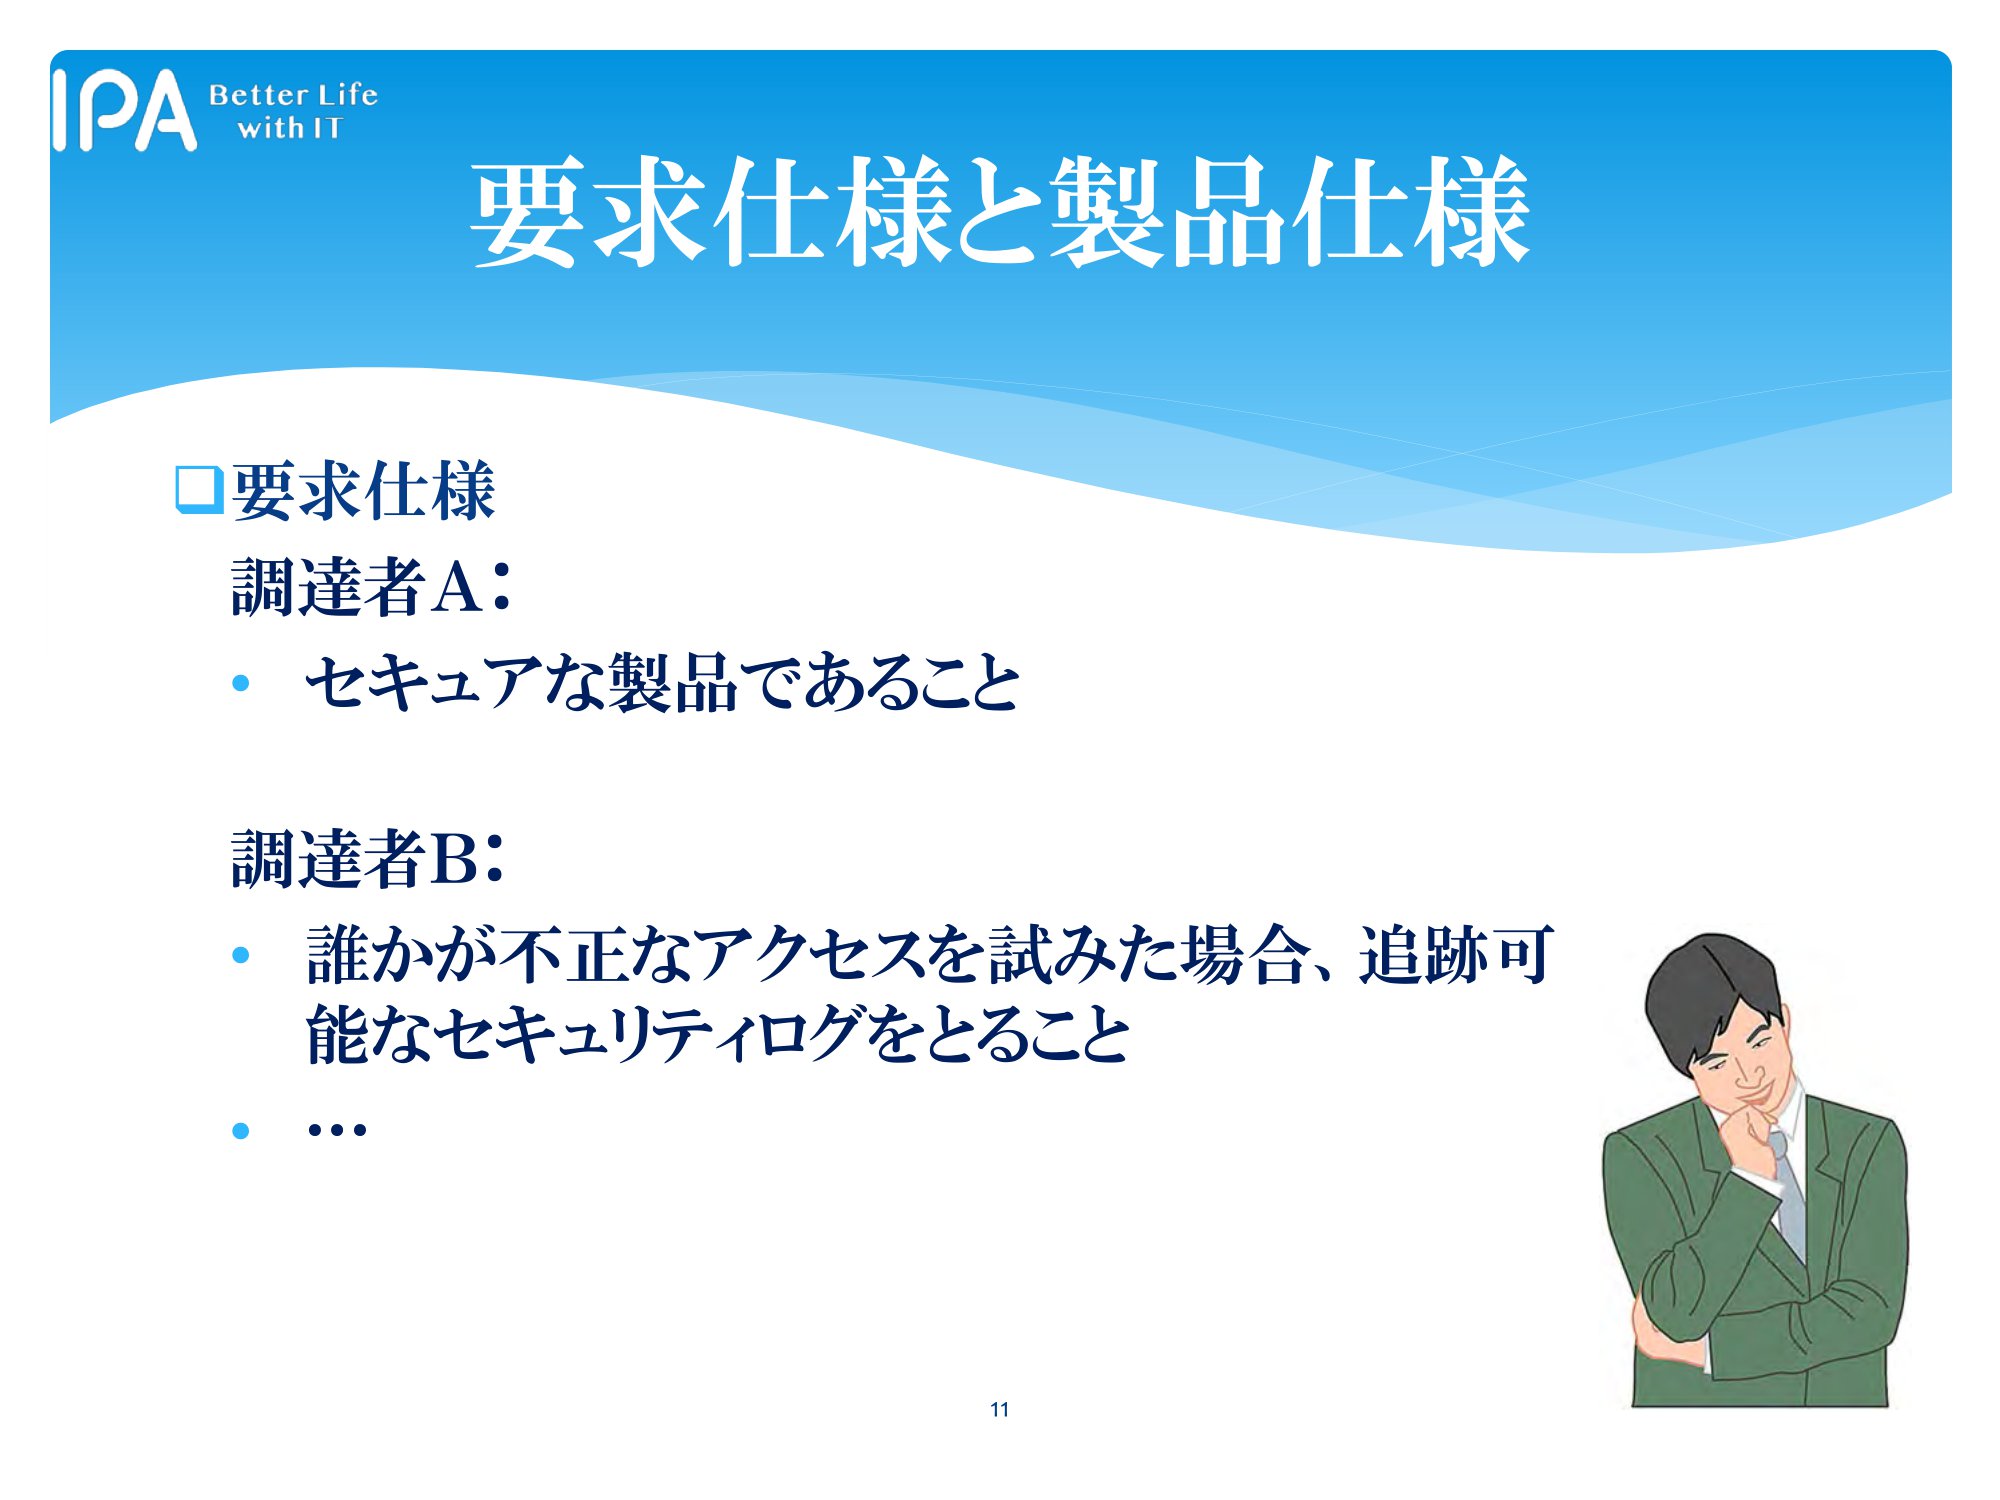 IPA Better Life
with IT
要求仕様と製品仕様
❑要求仕様
調達者A：
• セキュアな製品であること
調達者B：
• 誰かが不正なアクセスを試みた場合、追跡可
能なセキュリティログをとること
• …
11